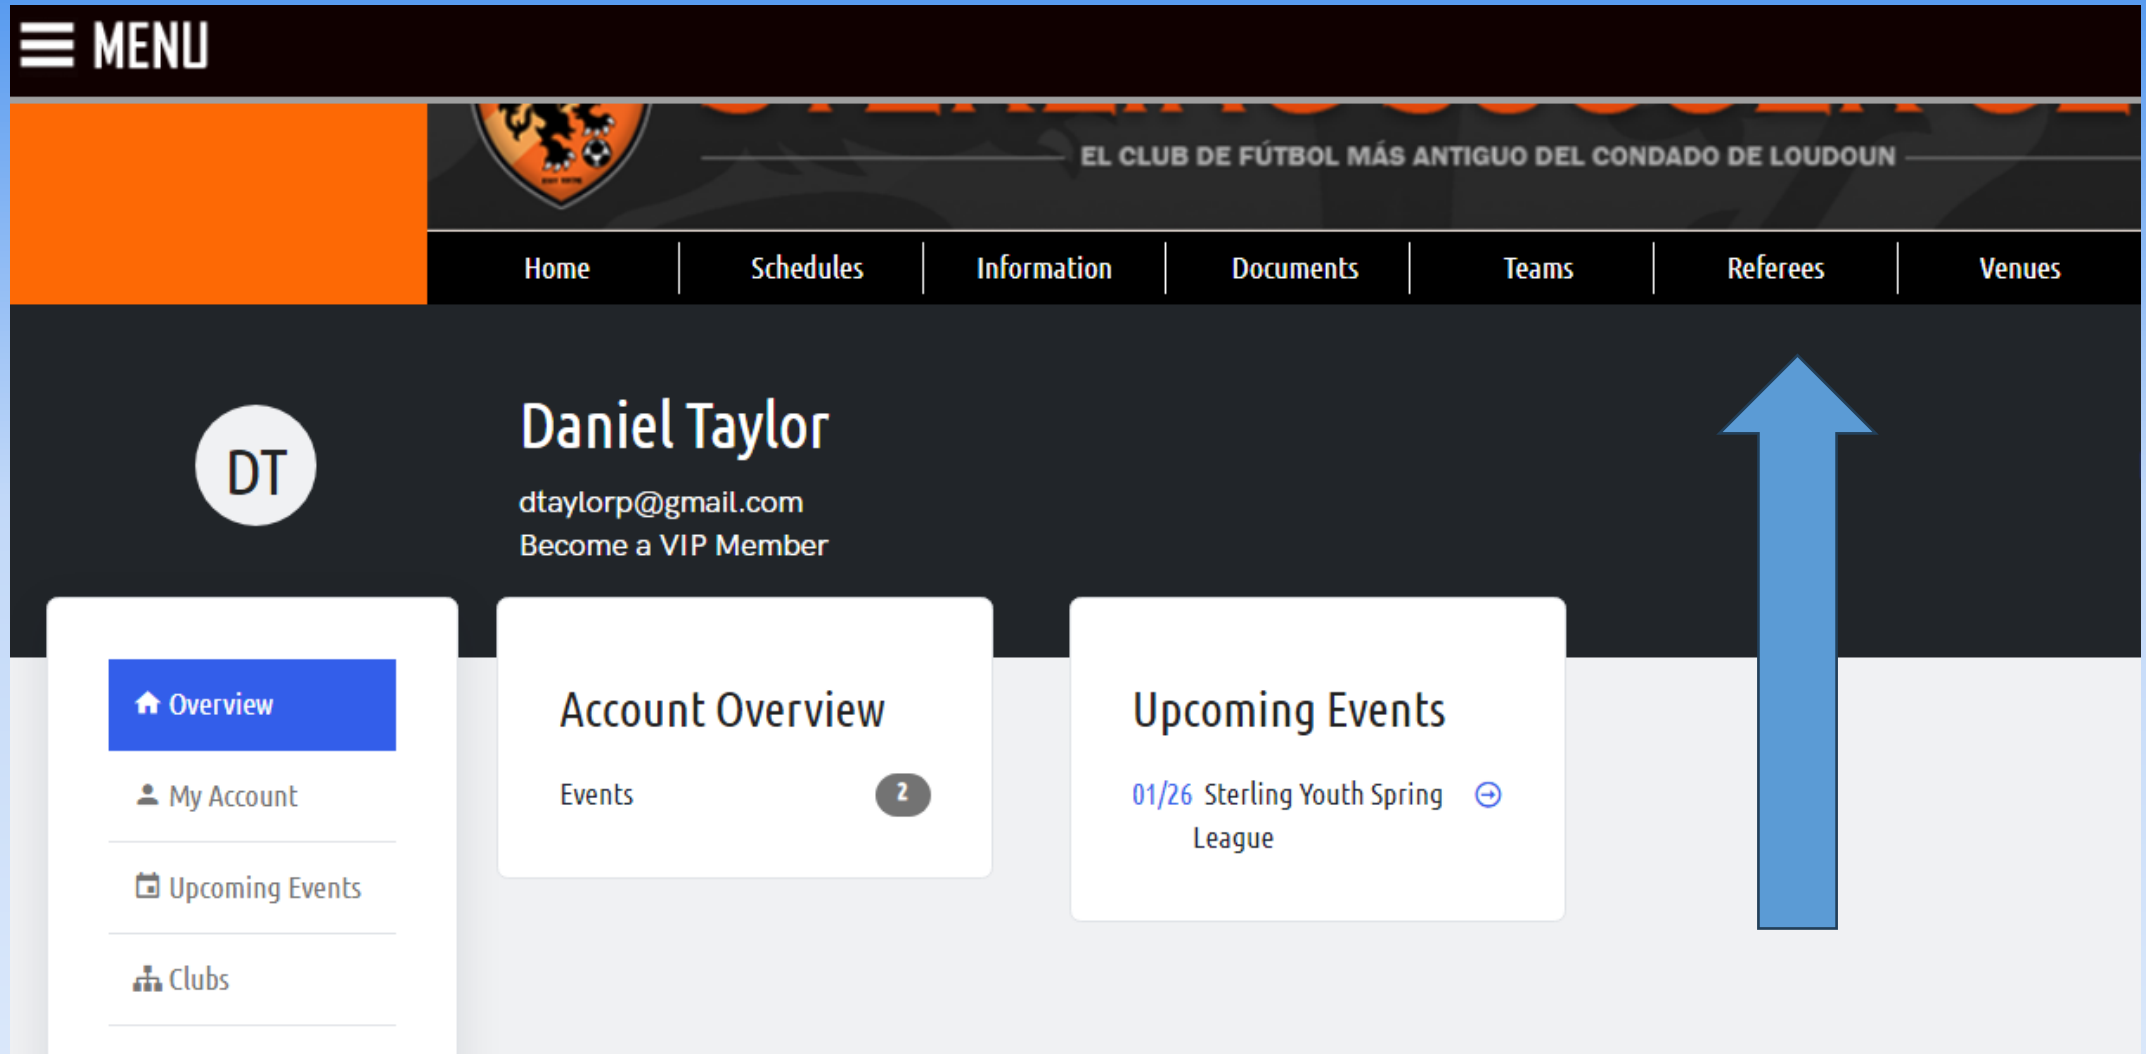 MENU
EL CLUB DE FÚTBOL MÁS ANTIGUO DEL CONDADO DE LOUDOUN
Home Schedules Information Documents Teams Referees Venues
DT
Daniel Taylor
dtaylorp@gmail.com
Become a VIP Member
Overview
My Account
Upcoming Events
Clubs
Account Overview
Events 2
Upcoming Events
01/26 Sterling Youth Spring
League